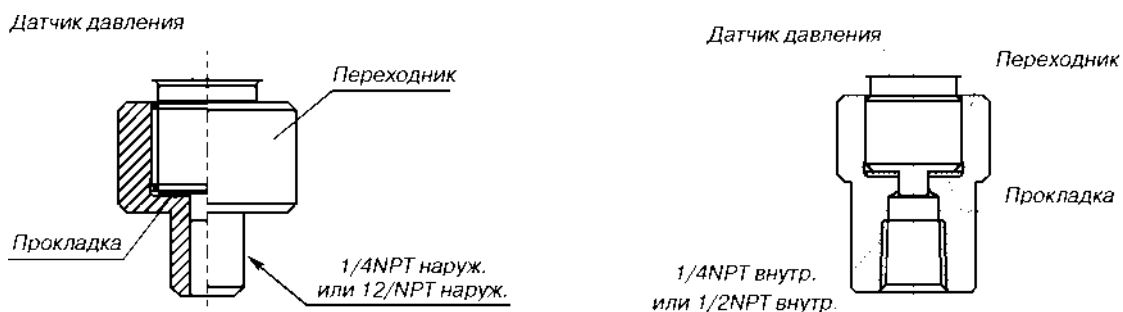 Датчик давления
Переходник
Прокладка
1/4NPT наруж.
или 12/NPT наруж.
Датчик давления
Переходник
Прокладка
1/4NPT внутр.
или 1/2NPT внутр.